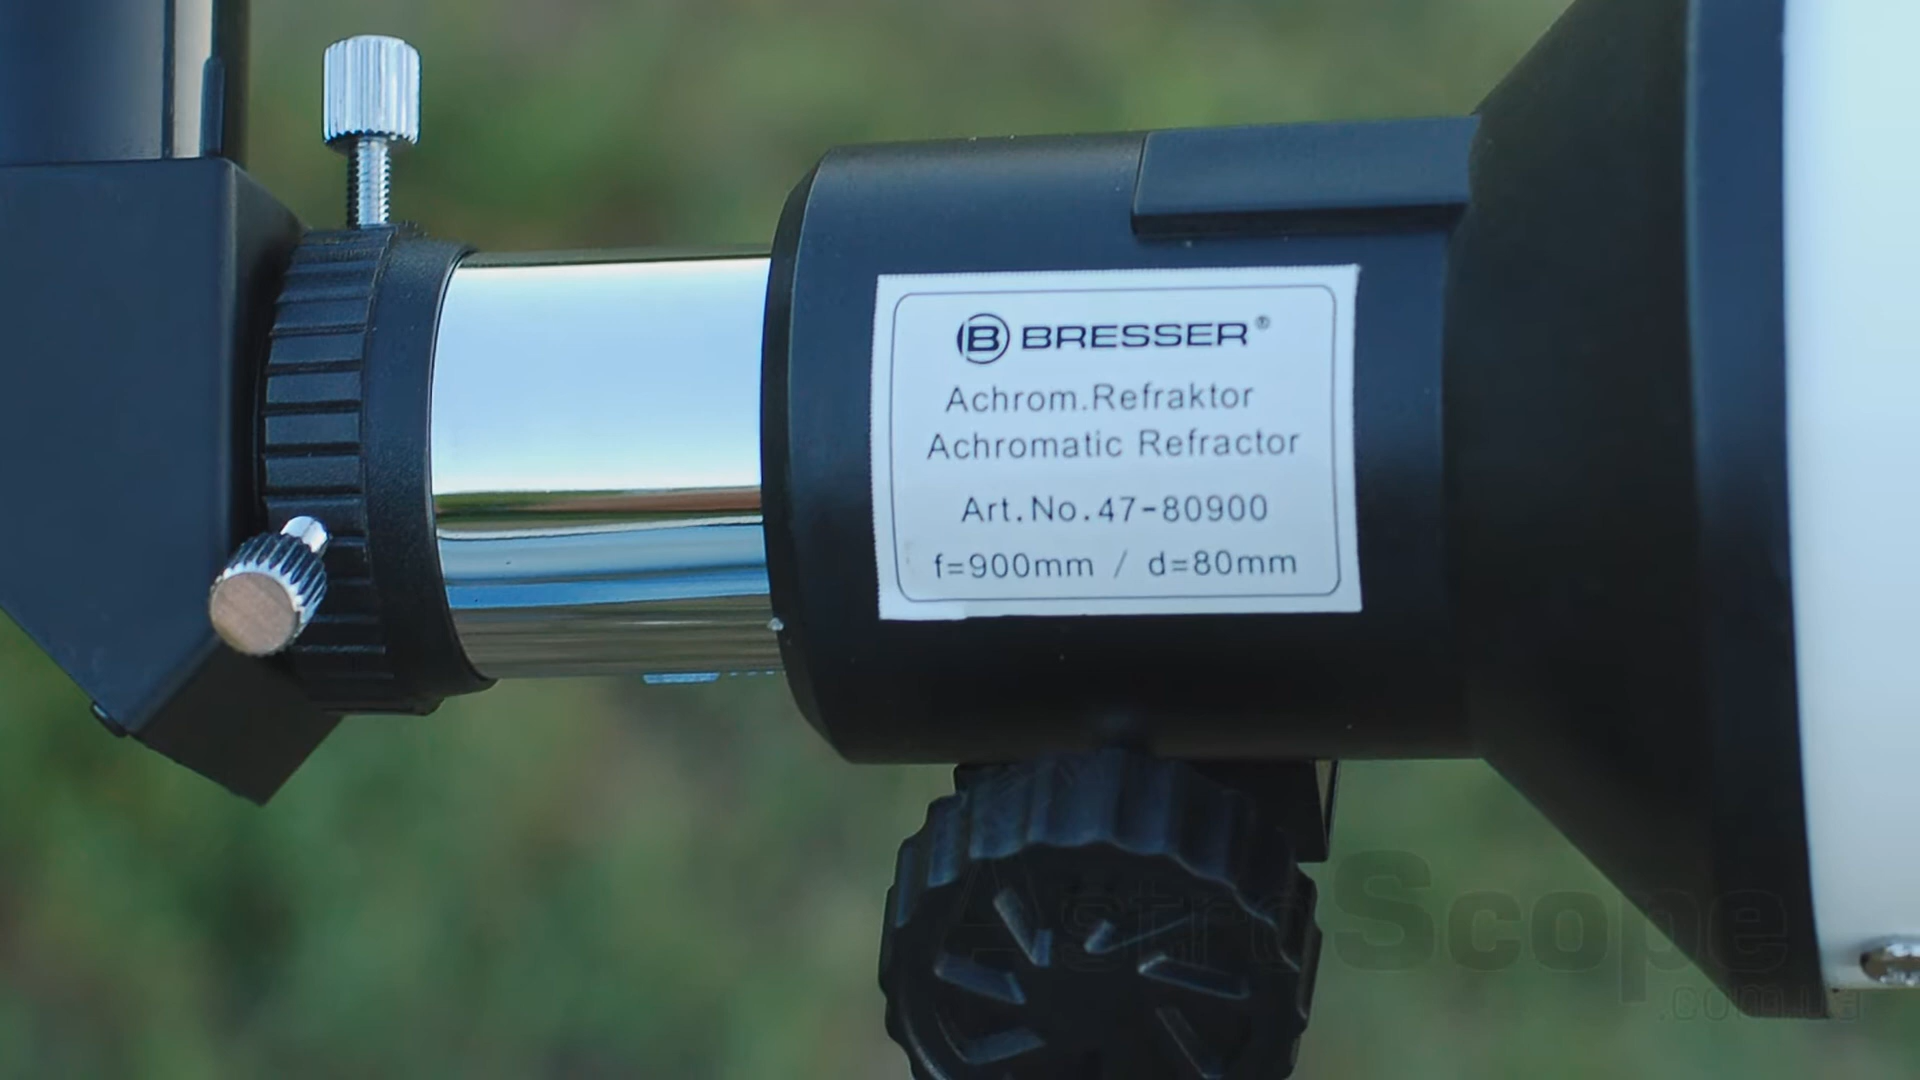 B BRESSER®
Achrom.Refraktor
Achromatic Refractor
Art.No.47-80900
f=900mm / d=80mm
AstroScope
.com.ua